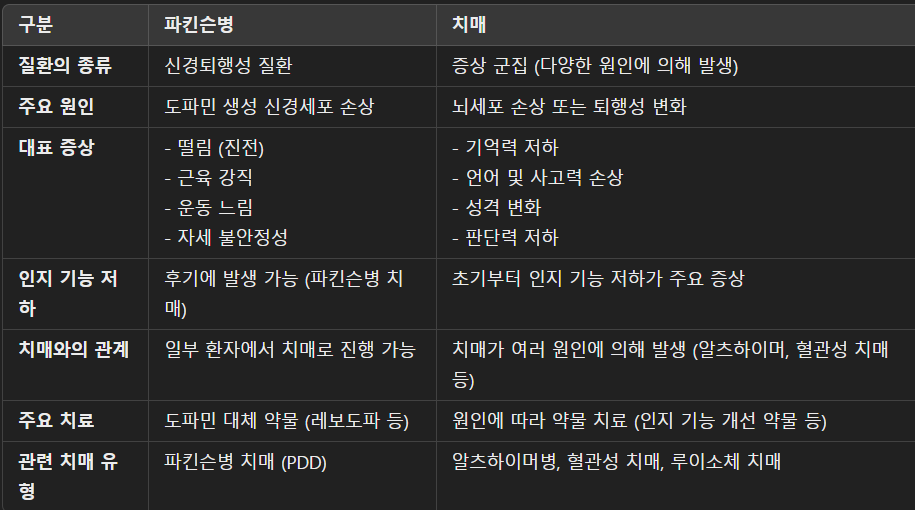 구분 파킨슨병 치매
질환의 종류 신경퇴행성 질환 증상 군집 (다양한 원인에 의해 발생)
주요 원인 도파민 생성 신경세포 손상 뇌세포 손상 또는 퇴행성 변화
대표 증상 - 떨림 (진전) - 기억력 저하
- 근육 강직 - 언어 및 사고력 손상
- 운동 느림 - 성격 변화
- 자세 불안정성 - 판단력 저하
인지 기능 저 후기에 발생 가능 (파킨슨병 치 초기부터 인지 기능 저하가 주요 증상
하 매)
치매와의 관계 일부 환자에서 치매로 진행 가능 치매가 여러 원인에 의해 발생 (알츠하이머, 혈관성 치매
등)
주요 치료 도파민 대체 약물 (레보도파 등) 원인에 따라 약물 치료 (인지 기능 개선 약물 등)
관련 치매 유 파킨슨병 치매 (PDD) 알츠하이머병, 혈관성 치매, 루이소체 치매
형